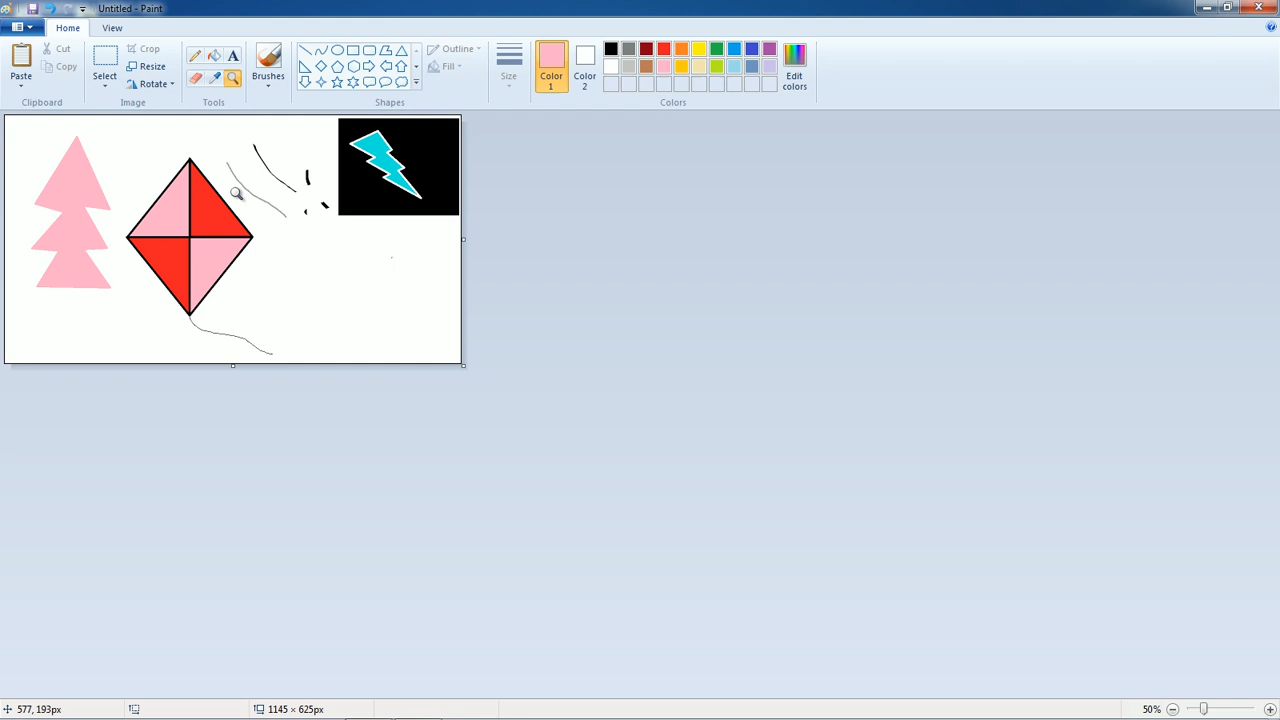 Untitled - Paint
Home View
Paste
Cut
Copy
Clipboard
Select
Crop
Resize
Rotate
Image
A
Tools
Brushes
Shapes
Outline
Fill
Size
Color
1
Color
2
Edit
colors
Colors
577, 193px
1145 × 625px
50%